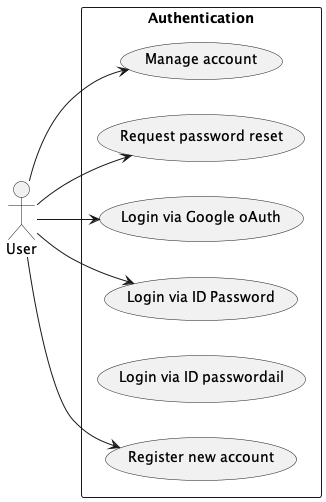 Authentication
Manage account
Request password reset
Login via Google oAuth
User
Login via ID Password
Login via ID passwordail
Register new account